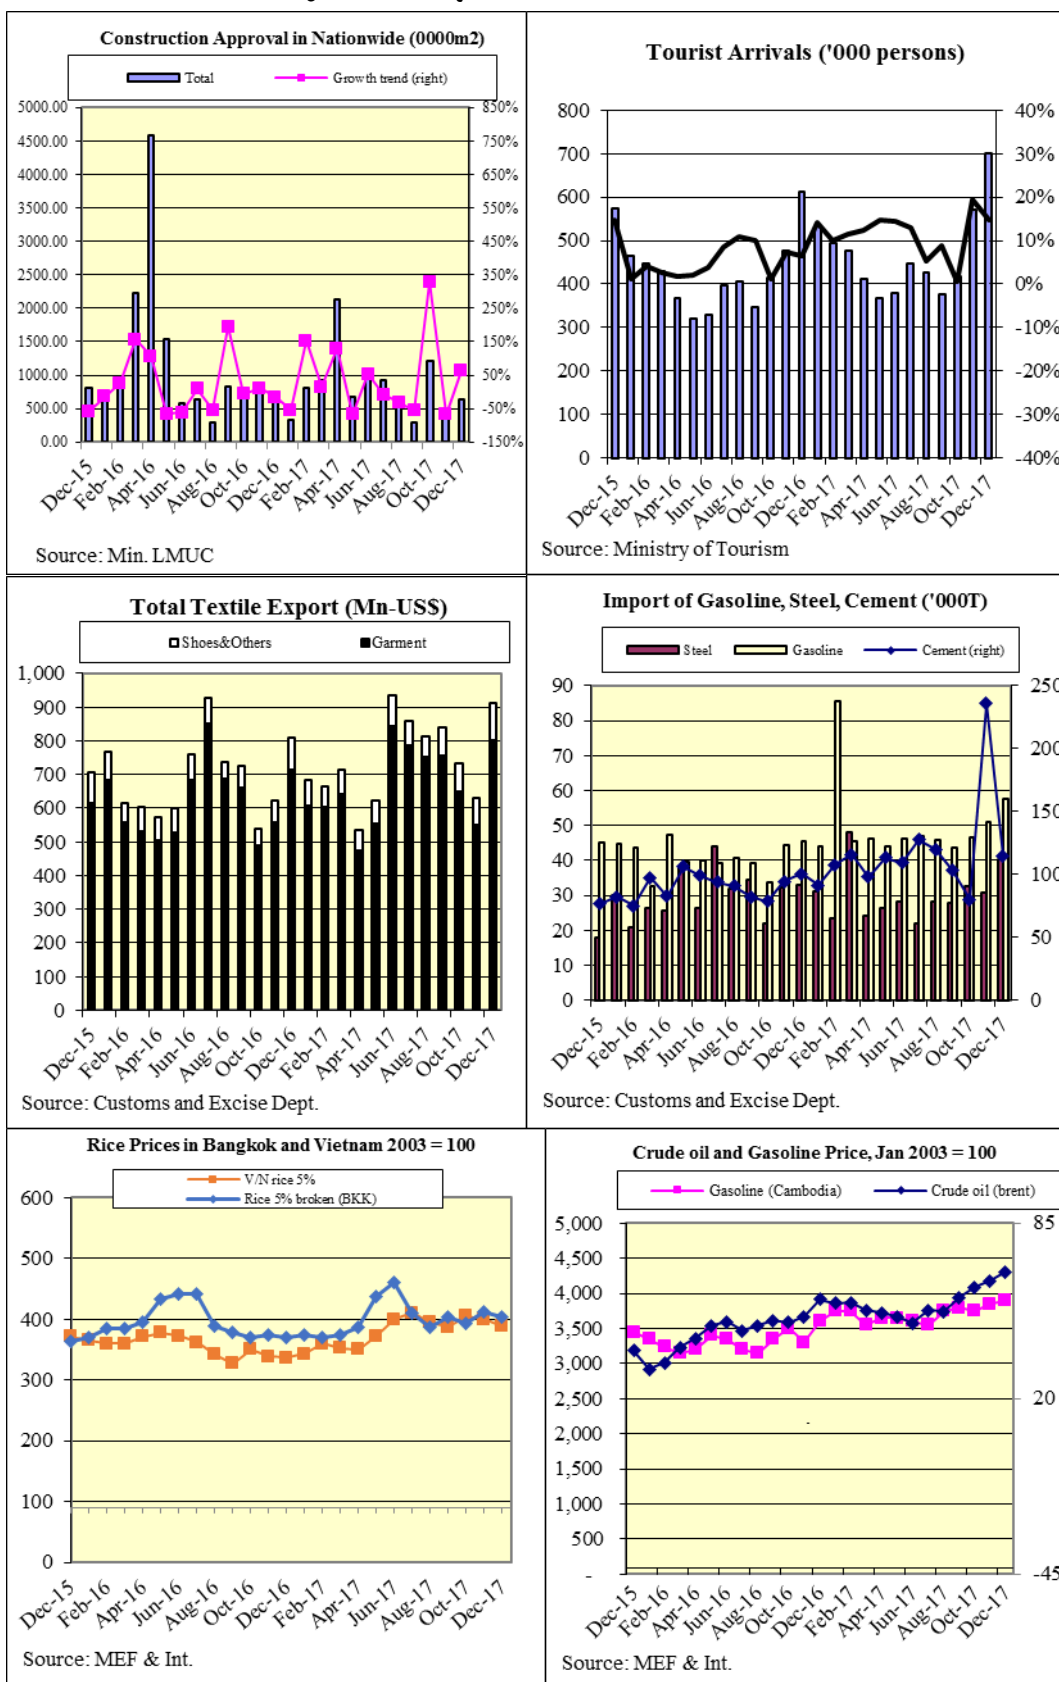 Construction Approval in Nationwide (0000m2)
Total Growth trend (right)
5000.00 850%
4500.00 750%
4000.00 650%
3500.00 550%
3000.00 450%
2500.00 350%
2000.00 250%
1500.00 150%
1000.00 50%
500.00 -50%
0.00 -150%
Dec-15 Feb-16 Apr-16 Jun-16 Aug-16 Oct-16 Dec-16 Feb-17 Apr-17 Jun-17 Aug-17 Oct-17 Dec-17
Source: Min. LMUC
Tourist Arrivals ('000 persons)
800 40%
700 30%
600 20%
500 10%
400 0%
300 -10%
200 -20%
100 -30%
0 -40%
Dec-15 Feb-16 Apr-16 Jun-16 Aug-16 Oct-16 Dec-16 Feb-17 Apr-17 Jun-17 Aug-17 Oct-17 Dec-17
Source: Ministry of Tourism
Total Textile Export (Mn-US$)
Shoes&Others Garment
1,000
900
800
700
600
500
400
300
200
100
0
Dec-15 Feb-16 Apr-16 Jun-16 Aug-16 Oct-16 Dec-16 Feb-17 Apr-17 Jun-17 Aug-17 Oct-17 Dec-17
Source: Customs and Excise Dept.
Import of Gasoline, Steel, Cement ('000T)
Steel Gasoline Cement (right)
90 250
80
70 200
60
50 150
40 100
30
20 50
10
0 0
Dec-15 Feb-16 Apr-16 Jun-16 Aug-16 Oct-16 Dec-16 Feb-17 Apr-17 Jun-17 Aug-17 Oct-17 Dec-17
Source: Customs and Excise Dept.
Rice Prices in Bangkok and Vietnam 2003 = 100
V/N rice 5%
Rice 5% broken (BKK)
600
500
400
300
200
100
0
Dec-15 Feb-16 Apr-16 Jun-16 Aug-16 Oct-16 Dec-16 Feb-17 Apr-17 Jun-17 Aug-17 Oct-17 Dec-17
Source: MEF & Int.
Crude oil and Gasoline Price, Jan 2003 = 100
Gasoline (Cambodia) Crude oil (brent)
5,000 85
4,500
4,000
3,500
3,000
2,500 20
2,000
1,500
1,000
500
- -45
Dec-15 Feb-16 Apr-16 Jun-16 Aug-16 Oct-16 Dec-16 Feb-17 Apr-17 Jun-17 Aug-17 Oct-17 Dec-17
Source: MEF & Int.